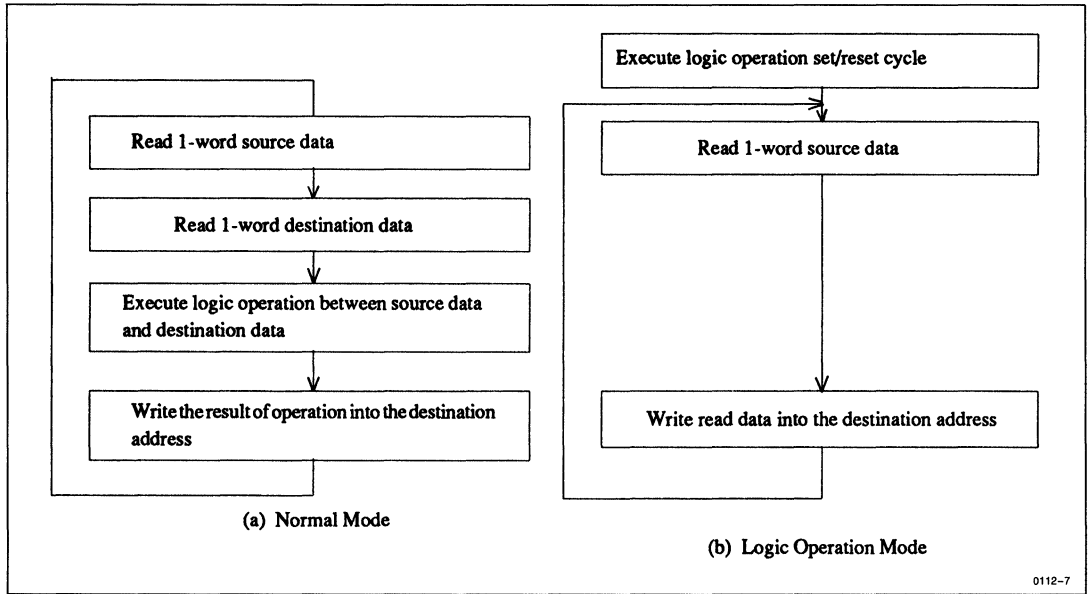 Read 1-word source data
Read 1-word destination data
Execute logic operation between source data
and destination data
Write the result of operation into the destination
address
(a) Normal Mode
Execute logic operation set/reset cycle
Read 1-word source data
Write read data into the destination address
(b) Logic Operation Mode
0112-7